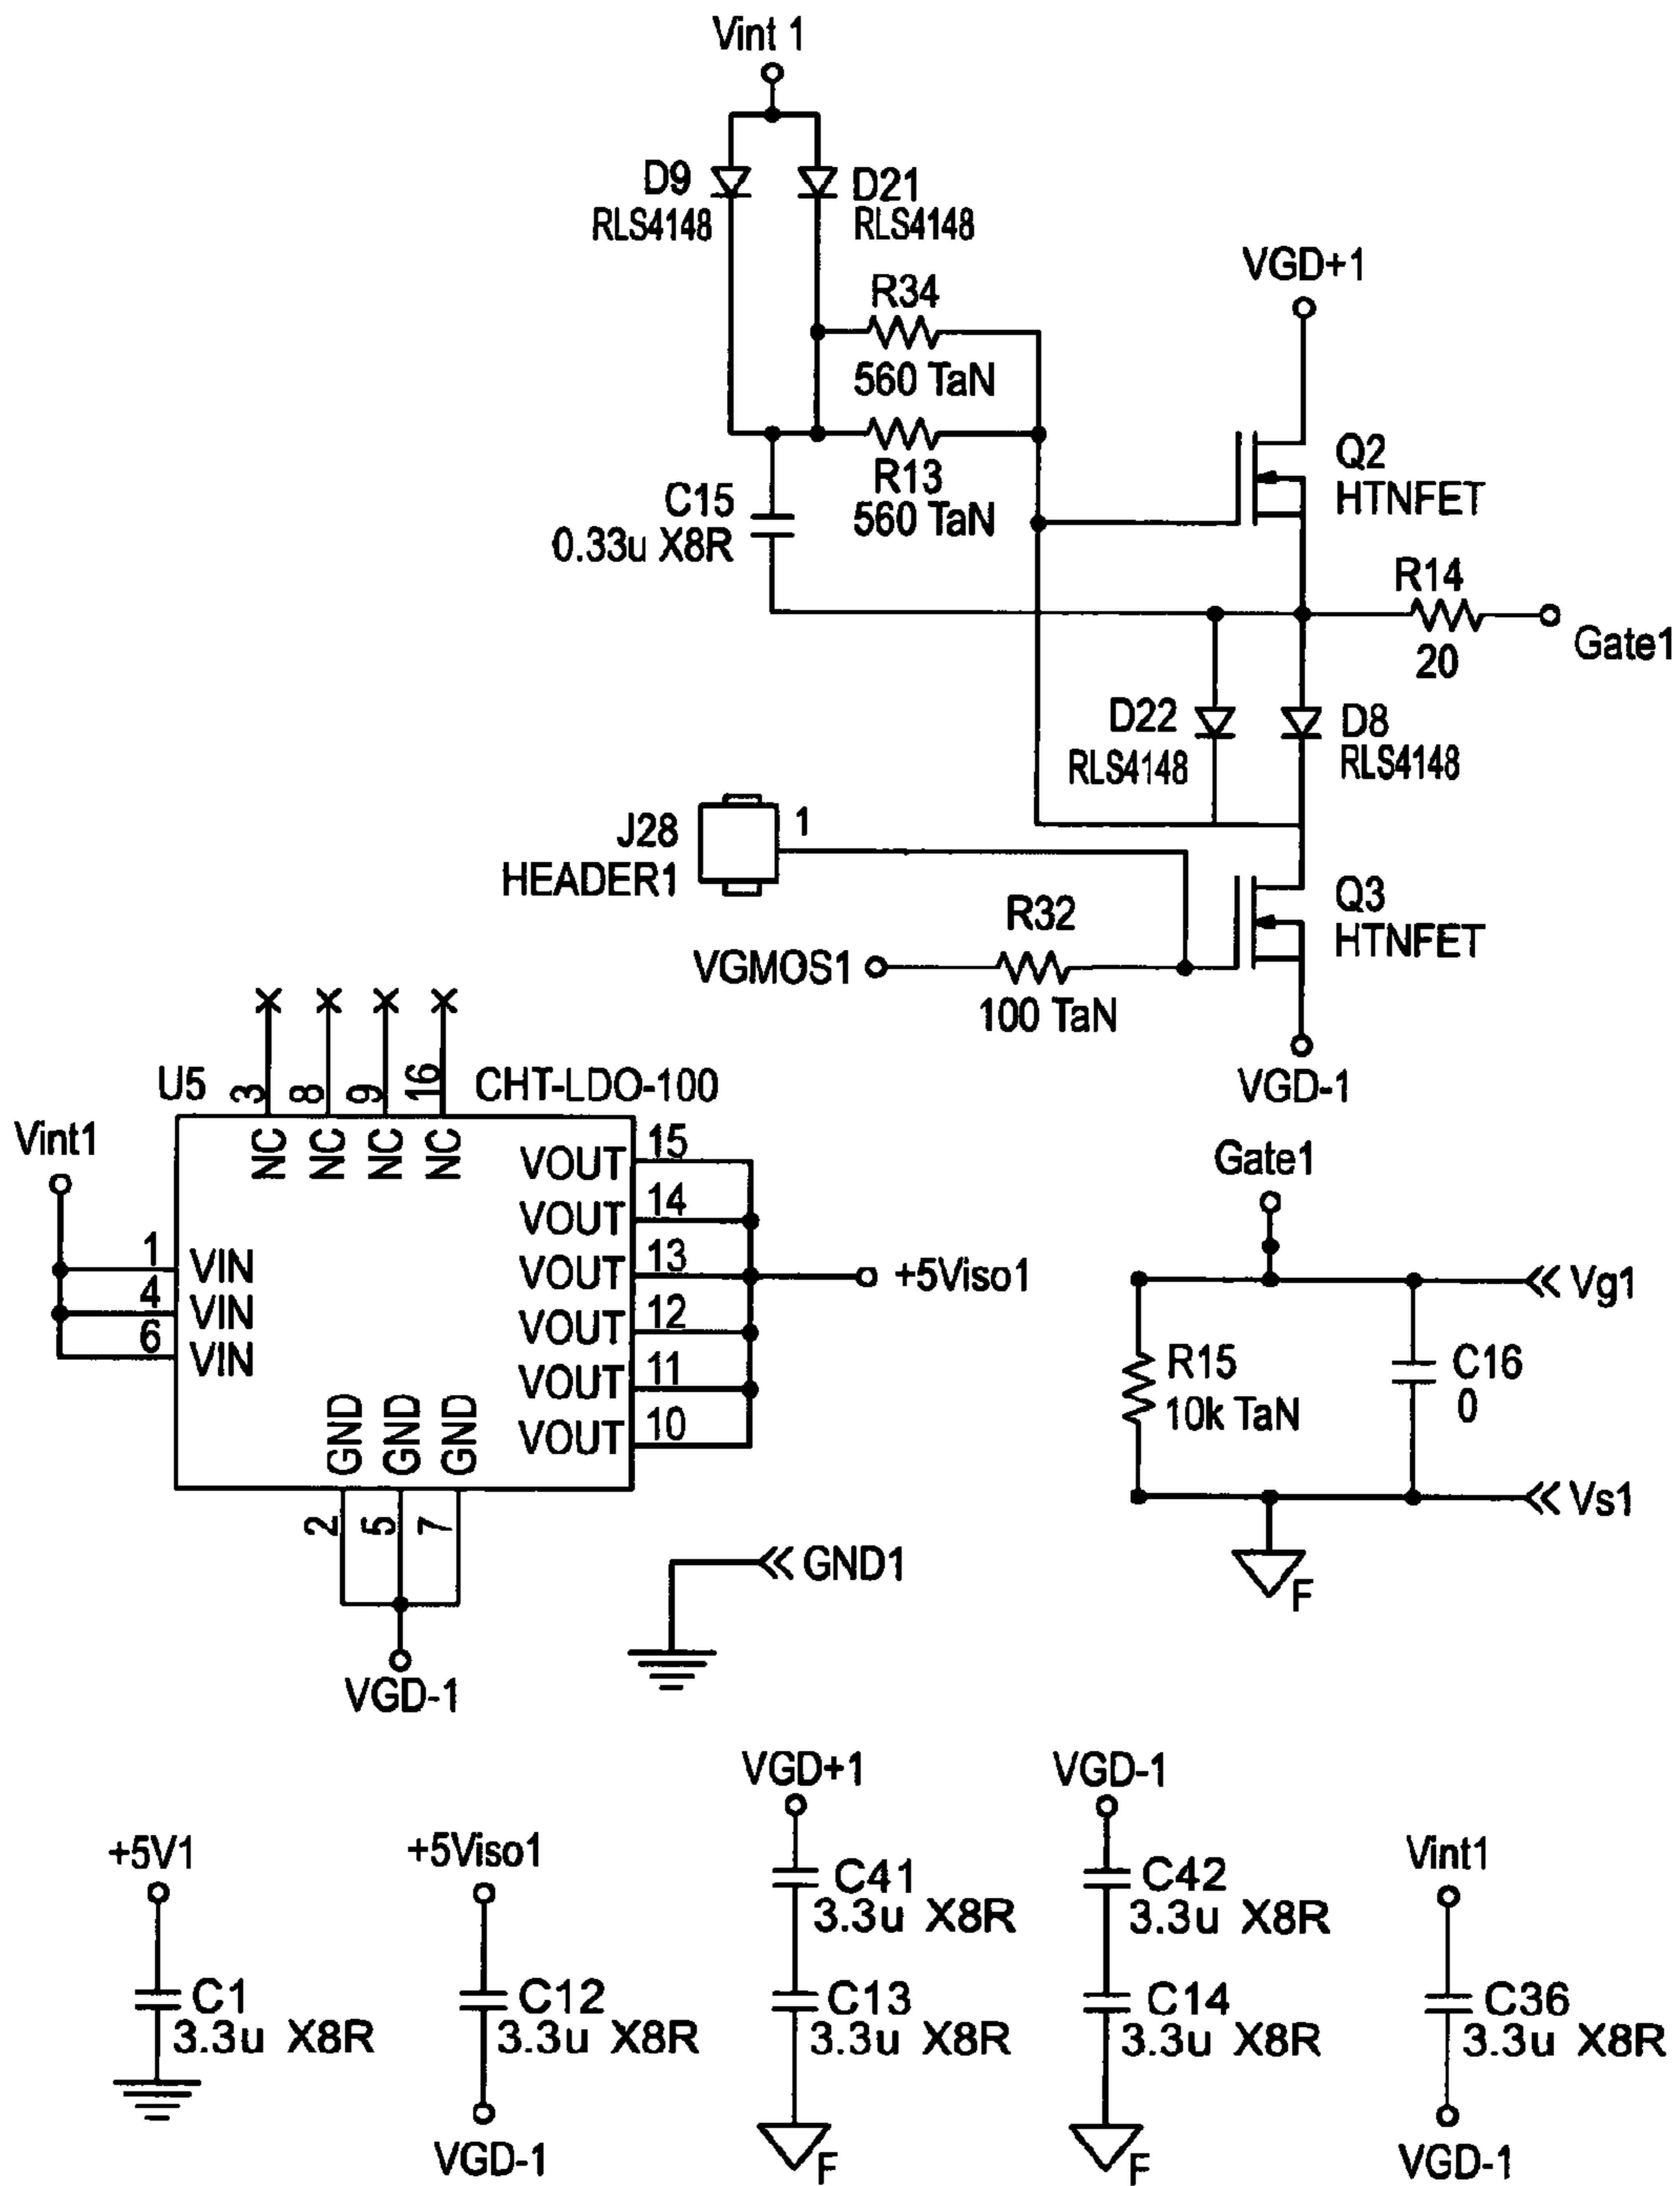 Vint 1
D9
RLS4148
D21
RLS4148
R34
560 TaN
R13
560 TaN
C15
0.33u X8R
VGD+1
Q2
HTNFET
R14
20
Gate1
D22
RLS4148
D8
RLS4148
J28
HEADER1
1
R32
100 TaN
VGMOS1
Q3
HTNFET
VGD-1
U5
CHT-LDO-100
3
8
9
16
NC
NC
NC
NC
Vint1
1
4
6
VIN
VIN
VIN
VOUT
15
VOUT
14
VOUT
13
VOUT
12
VOUT
11
VOUT
10
+5Viso1
GND
GND
GND
2
5
7
VGD-1
GND1
Gate1
Vg1
R15
10k TaN
C16
0
Vs1
F
+5V1
C1
3.3u X8R
+5Viso1
C12
3.3u X8R
VGD-1
VGD+1
C41
3.3u X8R
C13
3.3u X8R
F
VGD-1
C42
3.3u X8R
C14
3.3u X8R
F
Vint1
C36
3.3u X8R
VGD-1